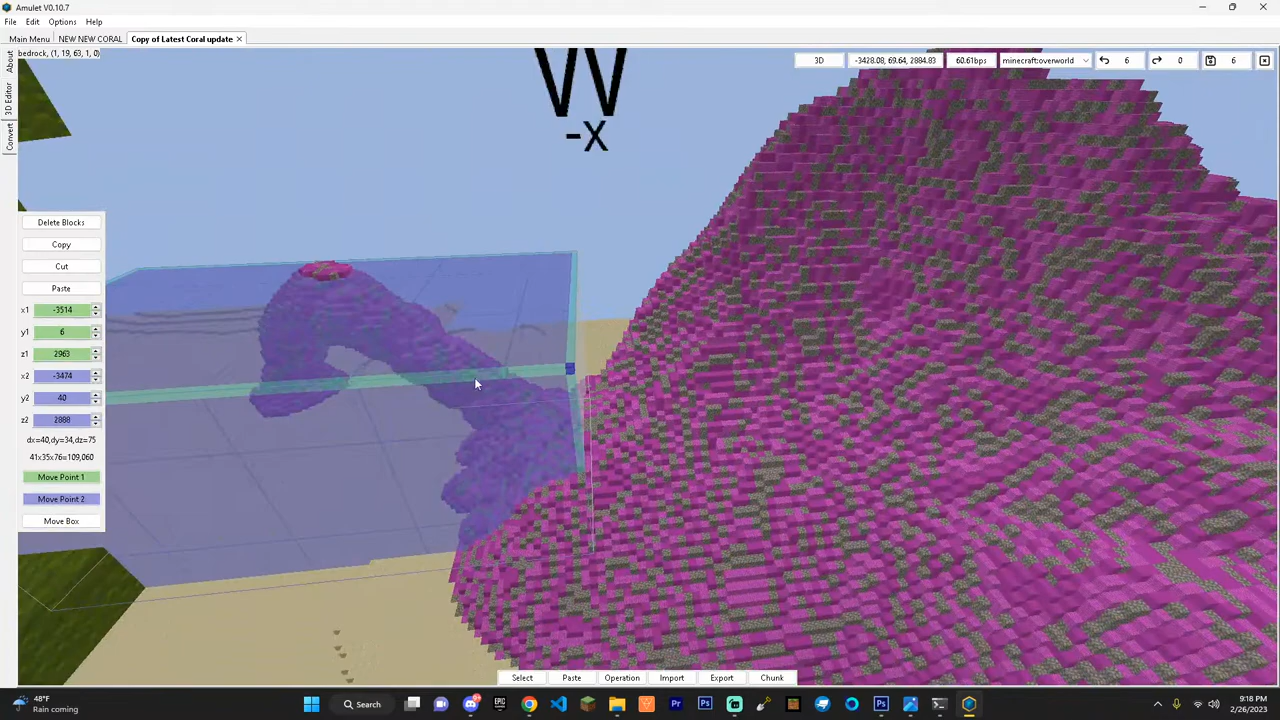 Amulet V0.10.7
File Edit Options Help
Main Menu NEW NEW CORAL Copy of Latest Coral update
bedrock, (1, 19, 63, 1, 0)
3D -3428.08, 69.64, 2884.83 60.61bps minecraft:overworld 6 0 6
About
3D Editor
Convert
W
-X
Delete Blocks
Copy
Cut
Paste
x1 -3514
y1 6
z1 2963
x2 -3474
y2 40
z2 2888
dx=40,dy=34,dz=75
41x35x76=109,060
Move Point 1
Move Point 2
Move Box
Select Paste Operation Import Export Chunk
48°F
Rain coming
Search
9:18 PM
2/26/2023